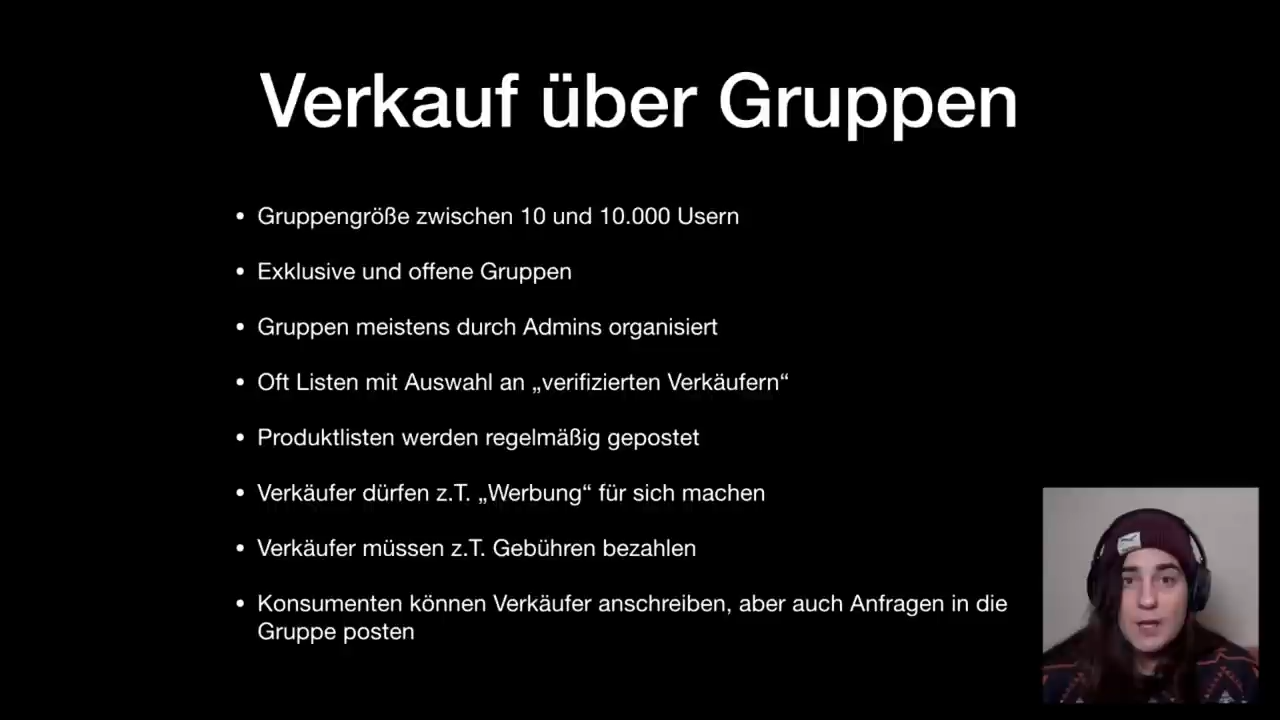 Verkauf über Gruppen
• Gruppengröße zwischen 10 und 10.000 Usern
• Exklusive und offene Gruppen
• Gruppen meistens durch Admins organisiert
• Oft Listen mit Auswahl an „verifizierten Verkäufern“
• Produktlisten werden regelmäßig gepostet
• Verkäufer dürfen z.T. „Werbung“ für sich machen
• Verkäufer müssen z.T. Gebühren bezahlen
• Konsumenten können Verkäufer anschreiben, aber auch Anfragen in die
Gruppe posten